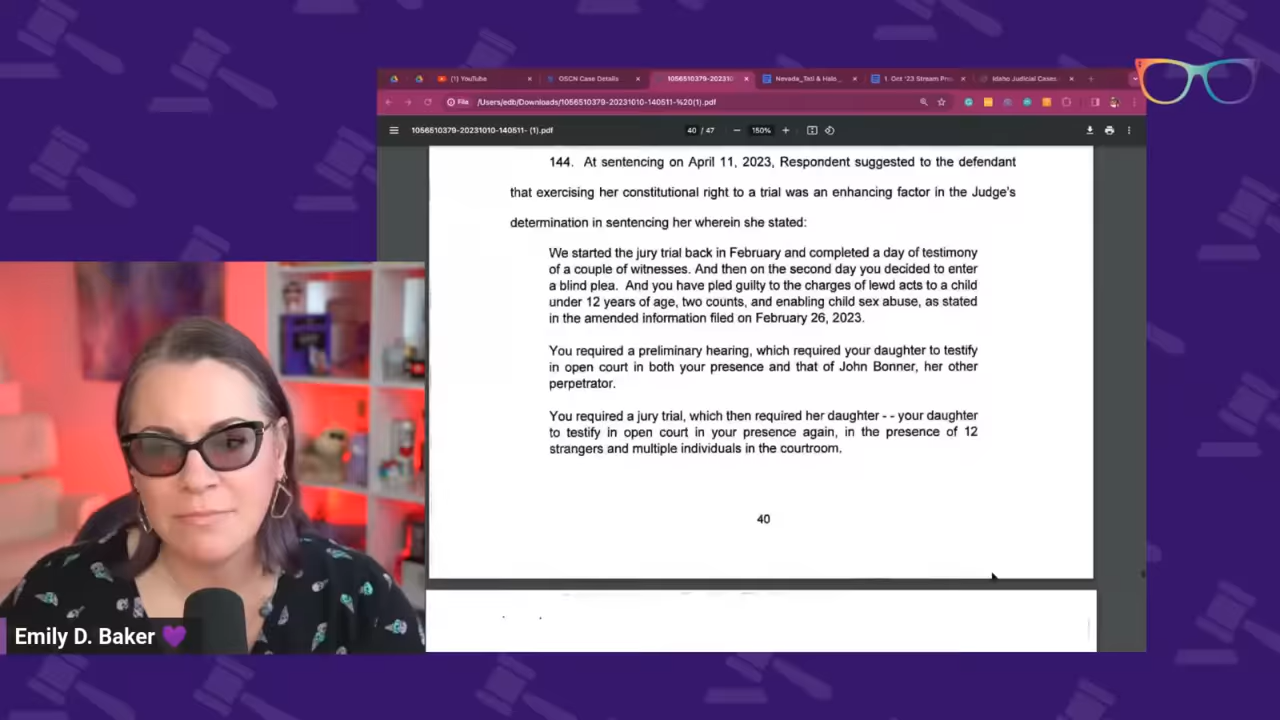 (1) YouTube
OSCN Case Details
1056510379-20231
Nevada_Tati & Halo_
1. Oct '23 Stream Pre
Idaho Judicial Cases
File
/Users/edb/Downloads/1056510379-20231010-140511-%20(1).pdf
1056510379-20231010-140511- (1).pdf
40 / 47
150%
144. At sentencing on April 11, 2023, Respondent suggested to the defendant
that exercising her constitutional right to a trial was an enhancing factor in the Judge's
determination in sentencing her wherein she stated:
We started the jury trial back in February and completed a day of testimony
of a couple of witnesses. And then on the second day you decided to enter
a blind plea. And you have pled guilty to the charges of lewd acts to a child
under 12 years of age, two counts, and enabling child sex abuse, as stated
in the amended information filed on February 26, 2023.
You required a preliminary hearing, which required your daughter to testify
in open court in both your presence and that of John Bonner, her other
perpetrator.
You required a jury trial, which then required her daughter - - your daughter
to testify in open court in your presence again, in the presence of 12
strangers and multiple individuals in the courtroom.
40
Emily D. Baker 💜